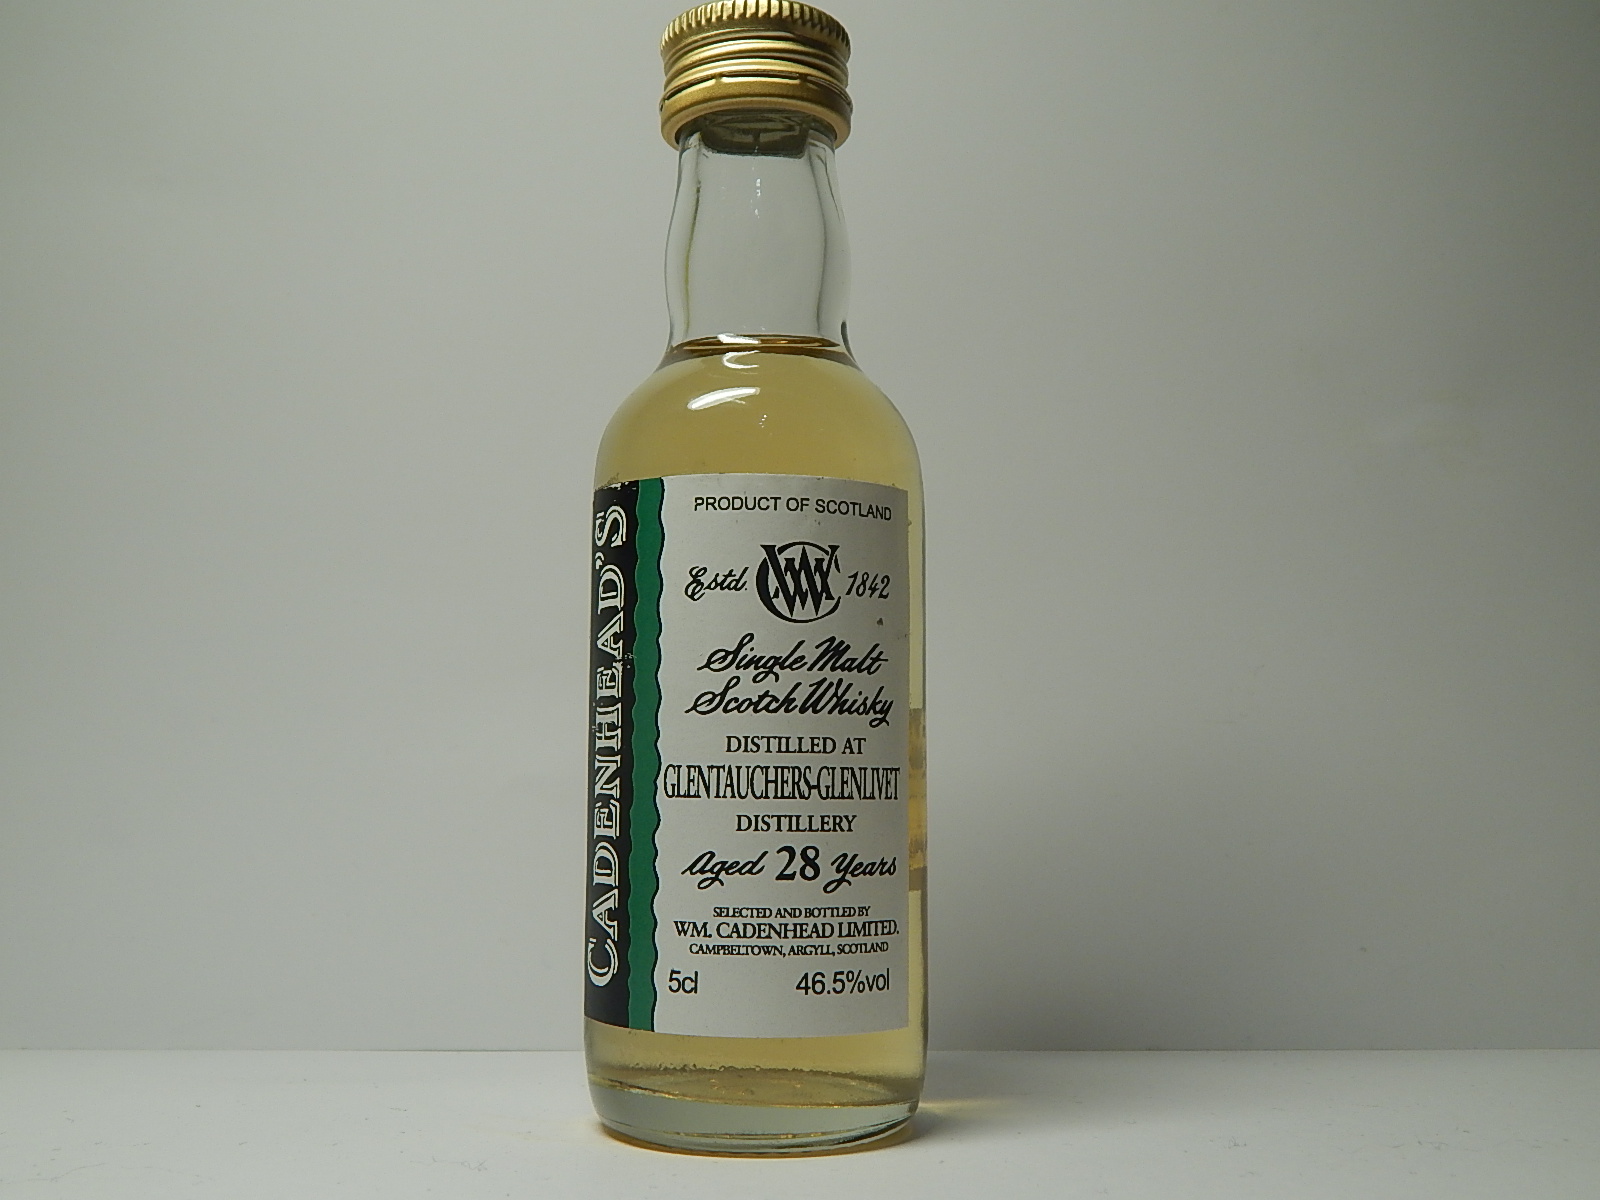 CADENHEAD'S
PRODUCT OF SCOTLAND
Estd. WC 1842
Single Malt
Scotch Whisky
DISTILLED AT
GLENTAUCHERS-GLENLIVET
DISTILLERY
Aged 28 Years
SELECTED AND BOTTLED BY
WM. CADENHEAD LIMITED.
CAMPBELTOWN, ARGYLL, SCOTLAND
5cl 46.5%vol